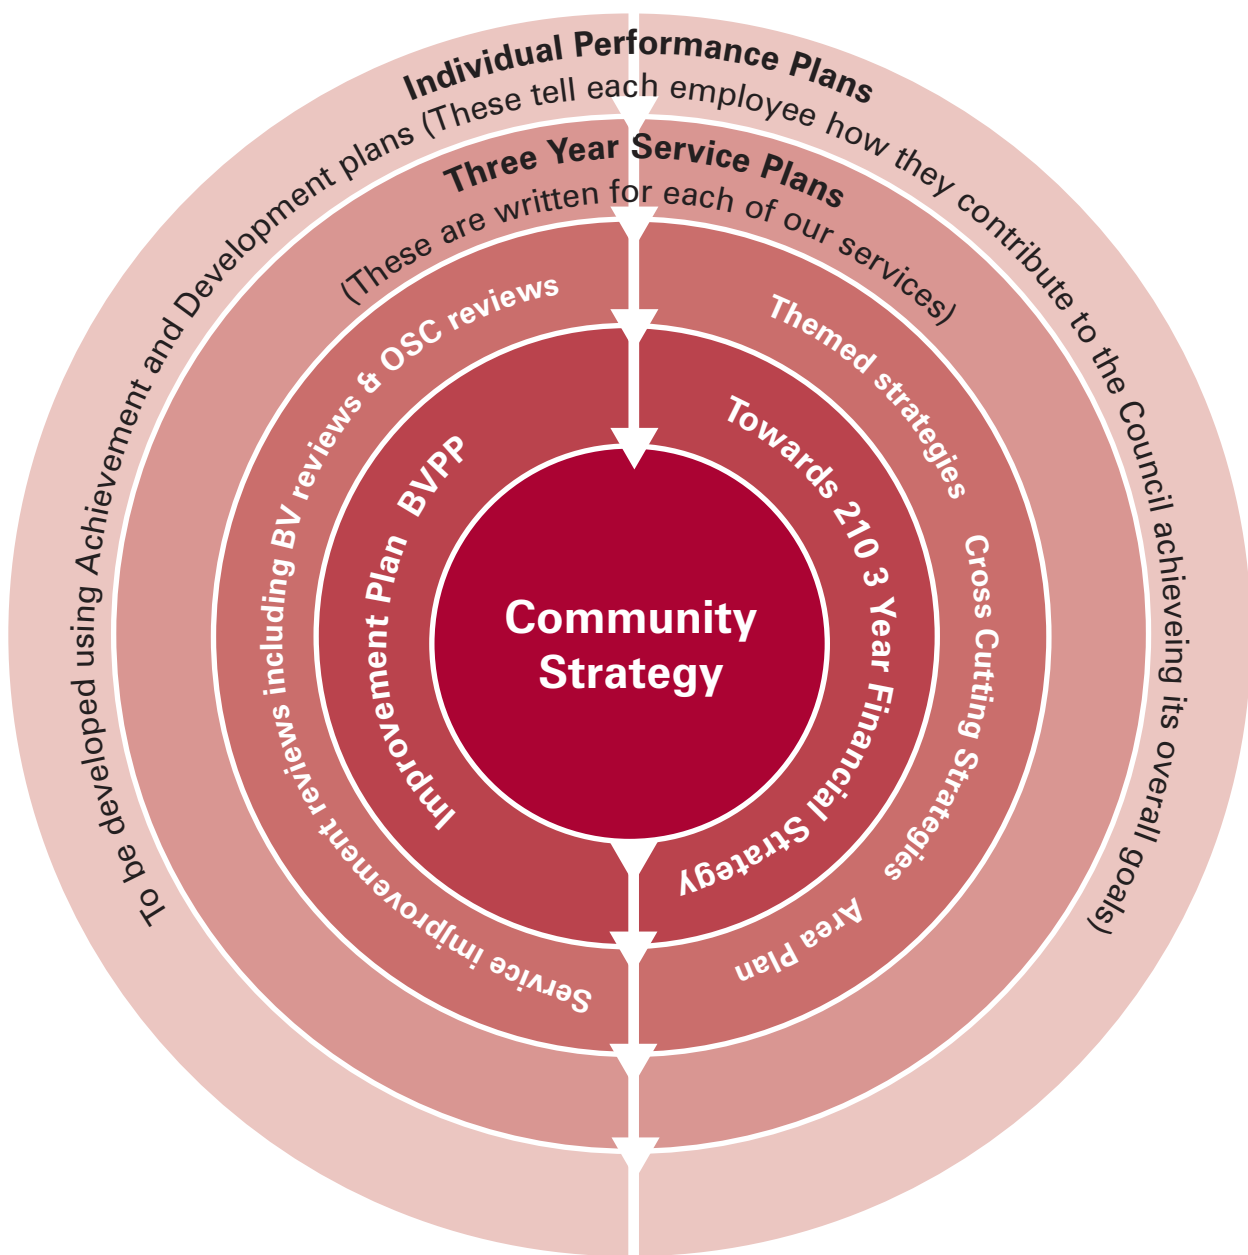 Individual Performance Plans
To be developed using Achievement and Development plans (These tell each employee how they contribute to the Council achieveing its overall goals)
Three Year Service Plans
(These are written for each of our services)
Service imjprovement reviews including BV reviews & OSC reviews
Themed strategies
Cross Cutting Strategies
Area Plan
Improvement Plan BVPP
Towards 210 3 Year Financial Strategy
Community
Strategy